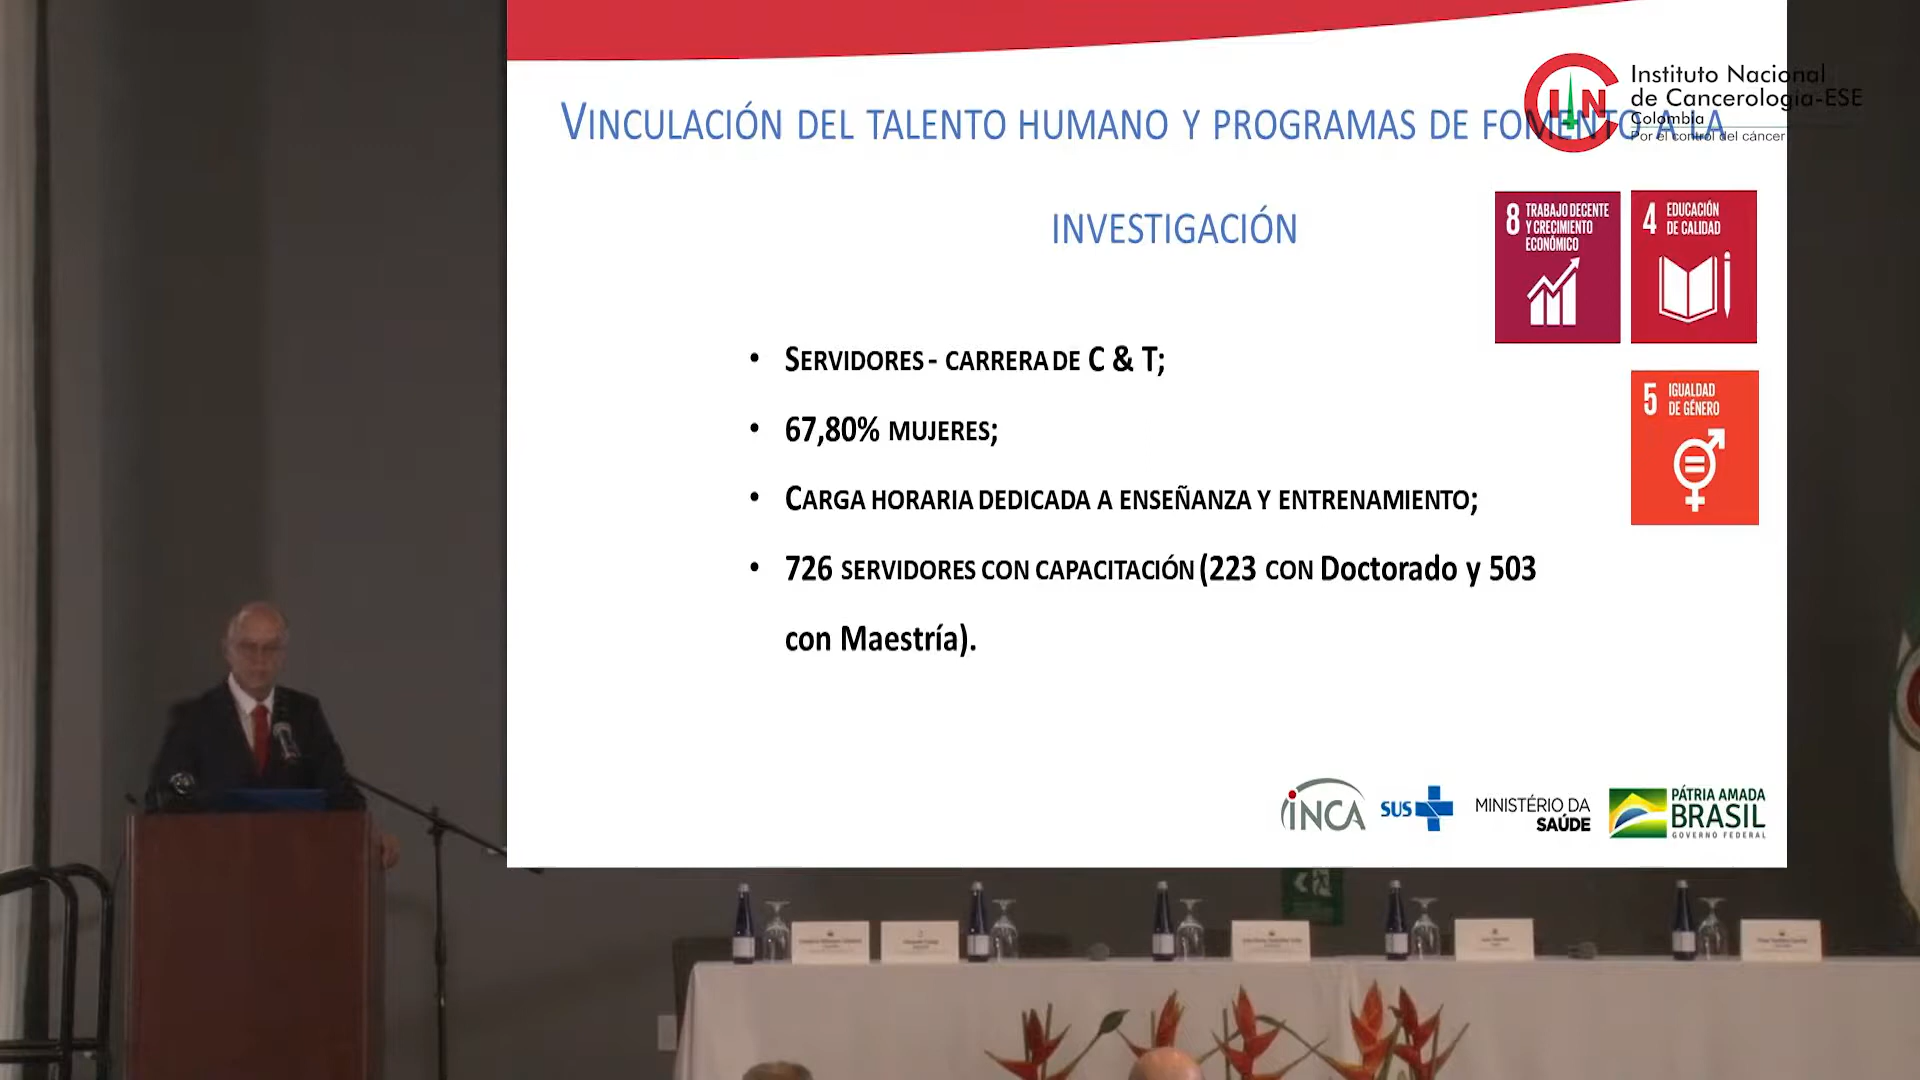 Instituto Nacional
de Cancerología-ESE
Colombia
Por el control del cáncer
VINCULACIÓN DEL TALENTO HUMANO Y PROGRAMAS DE FOMENTO A LA
INVESTIGACIÓN
8 TRABAJO DECENTE
Y CRECIMIENTO
ECONÓMICO
4 EDUCACIÓN
DE CALIDAD
5 IGUALDAD
DE GÉNERO
• SERVIDORES - CARRERA DE C & T;
• 67,80% MUJERES;
• CARGA HORARIA DEDICADA A ENSEÑANZA Y ENTRENAMIENTO;
• 726 SERVIDORES CON CAPACITACIÓN (223 CON Doctorado y 503
con Maestría).
INCA
SUS
MINISTÉRIO DA
SAÚDE
PÁTRIA AMADA
BRASIL
GOVERNO FEDERAL